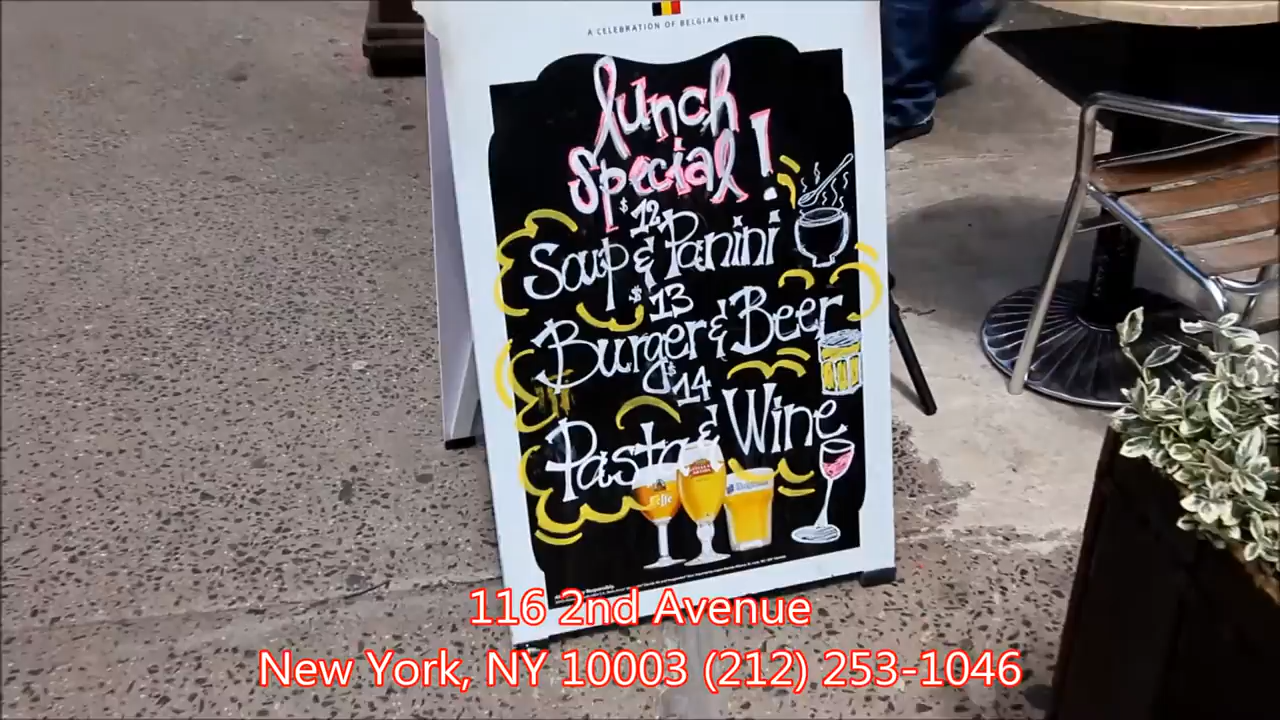 A CELEBRATION OF BELGIAN BEER
lunch
special!
$12
Soup & Panini
$13
Burger & Beer
$14
Pasta & Wine
Leffe
116 2nd Avenue
New York, NY 10003 (212) 253-1046